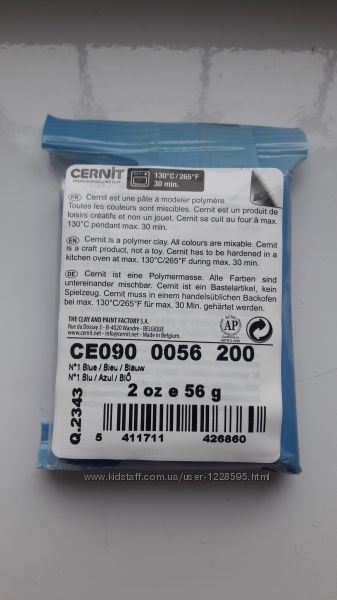 CERNIT
PREMIUM MODELLING CLAY
130°C/265°F
30 min.
FR Cernit est une pâte à modeler polymère.
Toutes les couleurs sont miscibles. Cernit est un produit de
loisirs créatifs et non un jouet. Cernit se cuit au four à max.
130°C pendant max. 30 min.
EN Cernit is a polymer clay. All colours are mixable. Cernit
is a craft product, not a toy. Cernit has to be hardened in a
kitchen oven at max. 130°C/265°F during max. 30 min.
DE Cernit ist eine Polymermasse. Alle Farben sind
untereinander mischbar. Cernit ist ein Bastelartikel, kein
Spielzeug. Cernit muss in einem handelsüblichen Backofen
bei max. 130°C/265°F für max. 30 Min. gehärtet werden.
THE CLAY AND PAINT FACTORY S.A.
Rue du Dossay 3 - B-4020 Wandre - BELGIQUE
www.cernit.net - info@cernit.net Made in Belgium.
AP
CE090 0056 200
N°1 Blue / Bleu / Blauw
N°1 Blu / Azul / BlÖ
2 oz e 56 g
Q.2343
5 411711 426860
www.kidstaff.com.ua/user-1228595.html